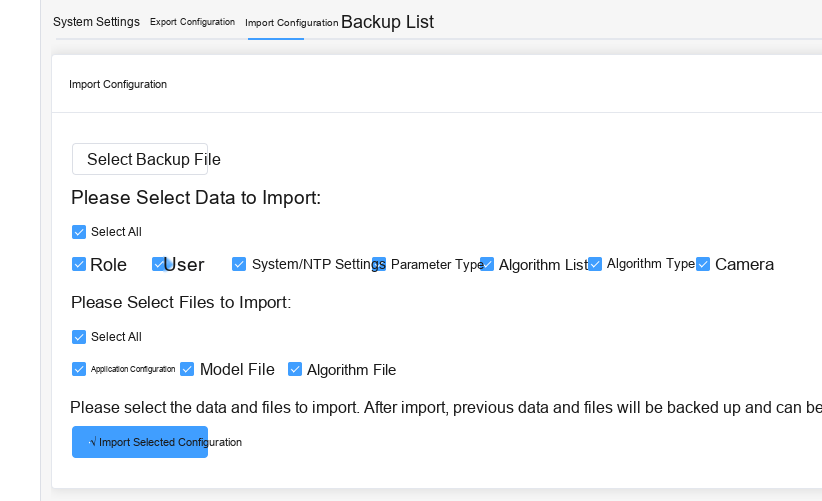 System Settings Export Configuration Import Configuration Backup List
Import Configuration
Select Backup File
Please Select Data to Import:
Select All
Role User System/NTP Settings Parameter Type Algorithm List Algorithm Type Camera
Please Select Files to Import:
Select All
Application Configuration Model File Algorithm File
Please select the data and files to import. After import, previous data and files will be backed up and can be
√ Import Selected Configuration